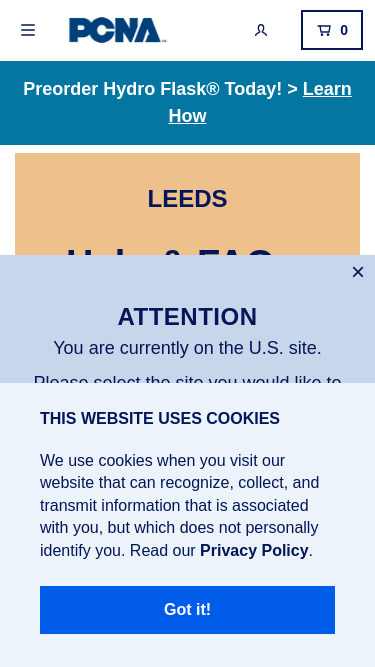 PCNA
0
Preorder Hydro Flask® Today! > Learn
How
LEEDS
Help & FAQs
ATTENTION
You are currently on the U.S. site.
Please select the site you would like to
THIS WEBSITE USES COOKIES
We use cookies when you visit our
website that can recognize, collect, and
transmit information that is associated
with you, but which does not personally
identify you. Read our Privacy Policy.
Got it!